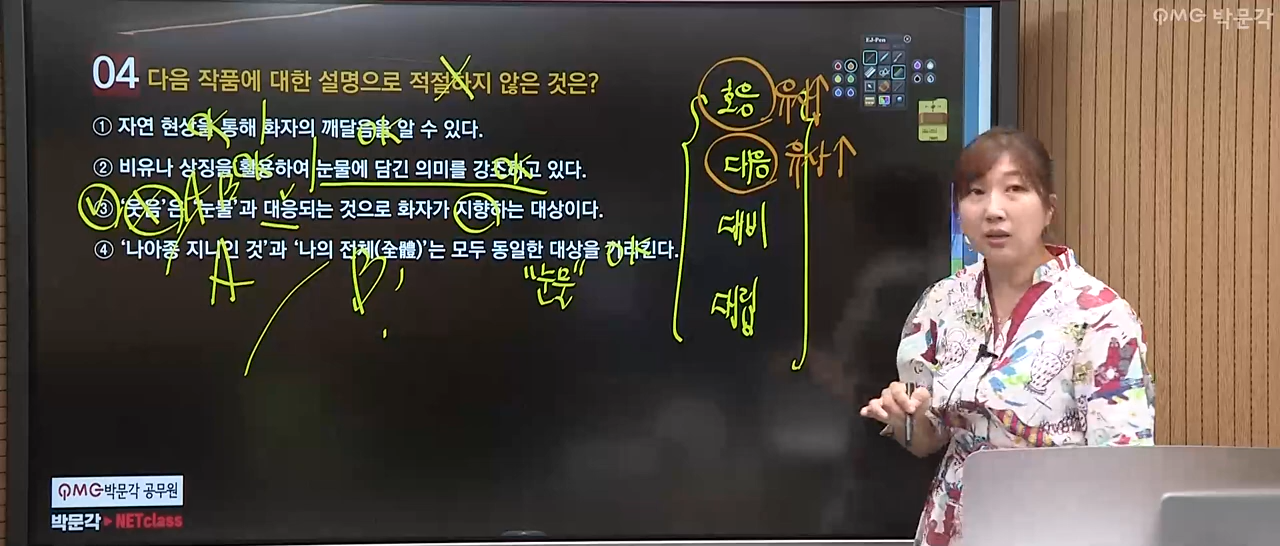 PMG 박문각
EJ-Pen
04 다음 작품에 대한 설명으로 적절하지 않은 것은?
X
① 자연 현상을 통해 화자의 깨달음을 알 수 있다.
OK
OK
② 비유나 상징을 활용하여 눈물에 담긴 의미를 강조하고 있다.
OK
OK
③ '웃음'은 '눈물'과 대응되는 것으로 화자가 지향하는 대상이다.
X A B
④ '나아종 지니인 것'과 '나의 전체(全體)'는 모두 동일한 대상을 가리킨다.
A B
"눈물" OK
호응
대응 유사↑
대비
대립
PMG박문각 공무원
박문각 NETclass